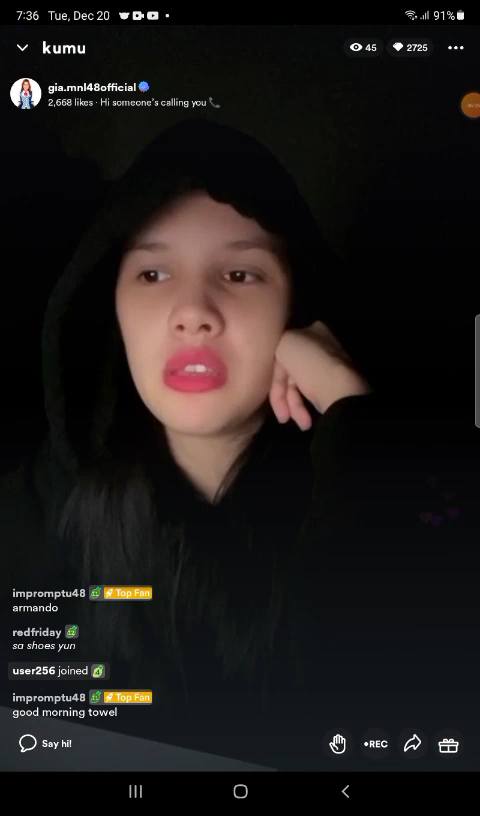 7:36 Tue, Dec 20 91%
kumu 45 2725
gia.mnl48official
2,668 likes · Hi someone's calling you 📞
impromptu48 Top Fan
armando
redfriday
sa shoes yun
user256 joined
impromptu48 Top Fan
good morning towel
Say hi! •REC